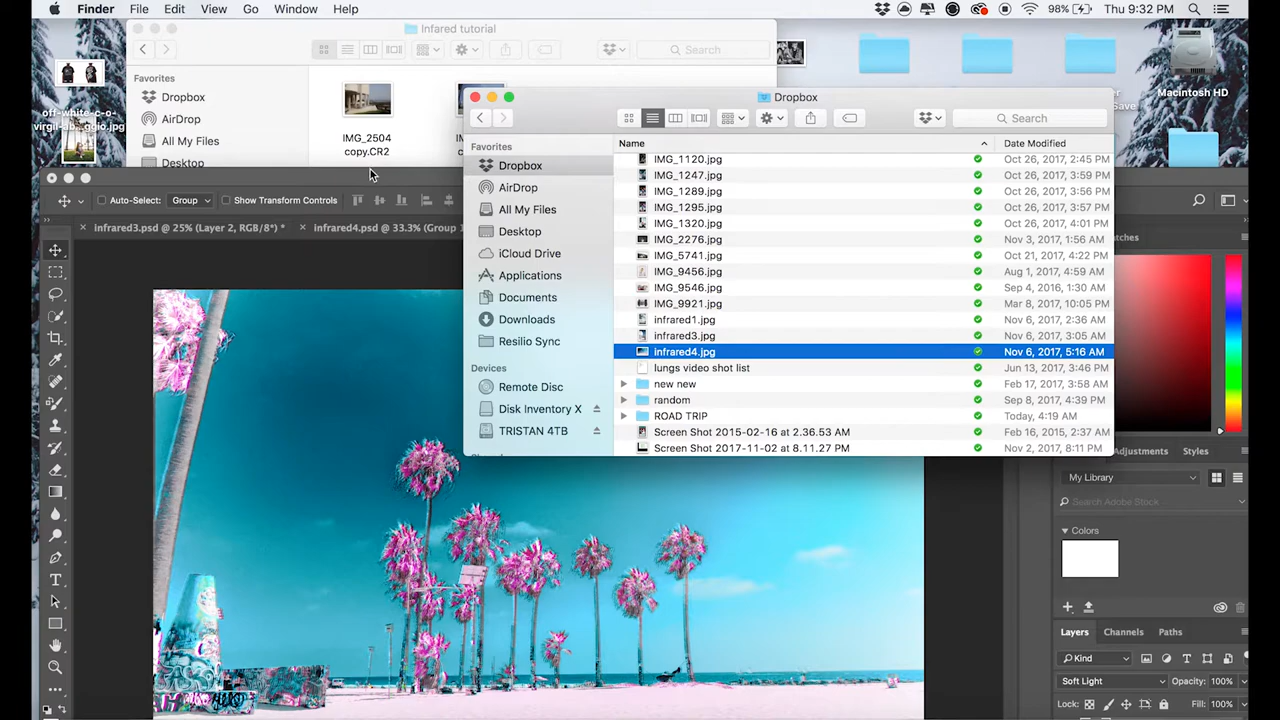 Finder File Edit View Go Window Help
98% Thu 9:32 PM
Infared tutorial
Search
Favorites
Dropbox
AirDrop
All My Files
Desktop
IMG_2504
copy.CR2
off-white-c-o-
Macintosh HD
Dropbox
Search
Favorites
Dropbox
AirDrop
All My Files
Desktop
iCloud Drive
Applications
Documents
Downloads
Resilio Sync
Devices
Remote Disc
Disk Inventory X
TRISTAN 4TB
Name Date Modified
IMG_1120.jpg Oct 26, 2017, 2:45 PM
IMG_1247.jpg Oct 26, 2017, 3:59 PM
IMG_1289.jpg Oct 26, 2017, 3:56 PM
IMG_1295.jpg Oct 26, 2017, 3:57 PM
IMG_1320.jpg Oct 26, 2017, 4:01 PM
IMG_2276.jpg Nov 3, 2017, 1:56 AM
IMG_5741.jpg Oct 21, 2017, 4:22 PM
IMG_9456.jpg Aug 1, 2017, 4:59 AM
IMG_9546.jpg Sep 4, 2016, 1:30 AM
IMG_9921.jpg Mar 8, 2017, 10:05 PM
infrared1.jpg Nov 6, 2017, 2:36 AM
infrared3.jpg Nov 6, 2017, 3:05 AM
infrared4.jpg Nov 6, 2017, 5:16 AM
lungs video shot list Jun 13, 2017, 3:46 PM
new new Feb 17, 2017, 3:58 AM
random Sep 8, 2017, 4:39 PM
ROAD TRIP Today, 4:19 AM
Screen Shot 2015-02-16 at 2.36.53 AM Feb 16, 2015, 2:37 AM
Screen Shot 2017-11-02 at 8.11.27 PM Nov 2, 2017, 8:11 PM
Auto-Select: Group Show Transform Controls
infrared3.psd @ 25% (Layer 2, RGB/8*) * infrared4.psd @ 33.3% (Group
Adjustments Styles
My Library
Search Adobe Stock
Colors
Layers Channels Paths
Kind
Soft Light Opacity: 100%
Lock: Fill: 100%